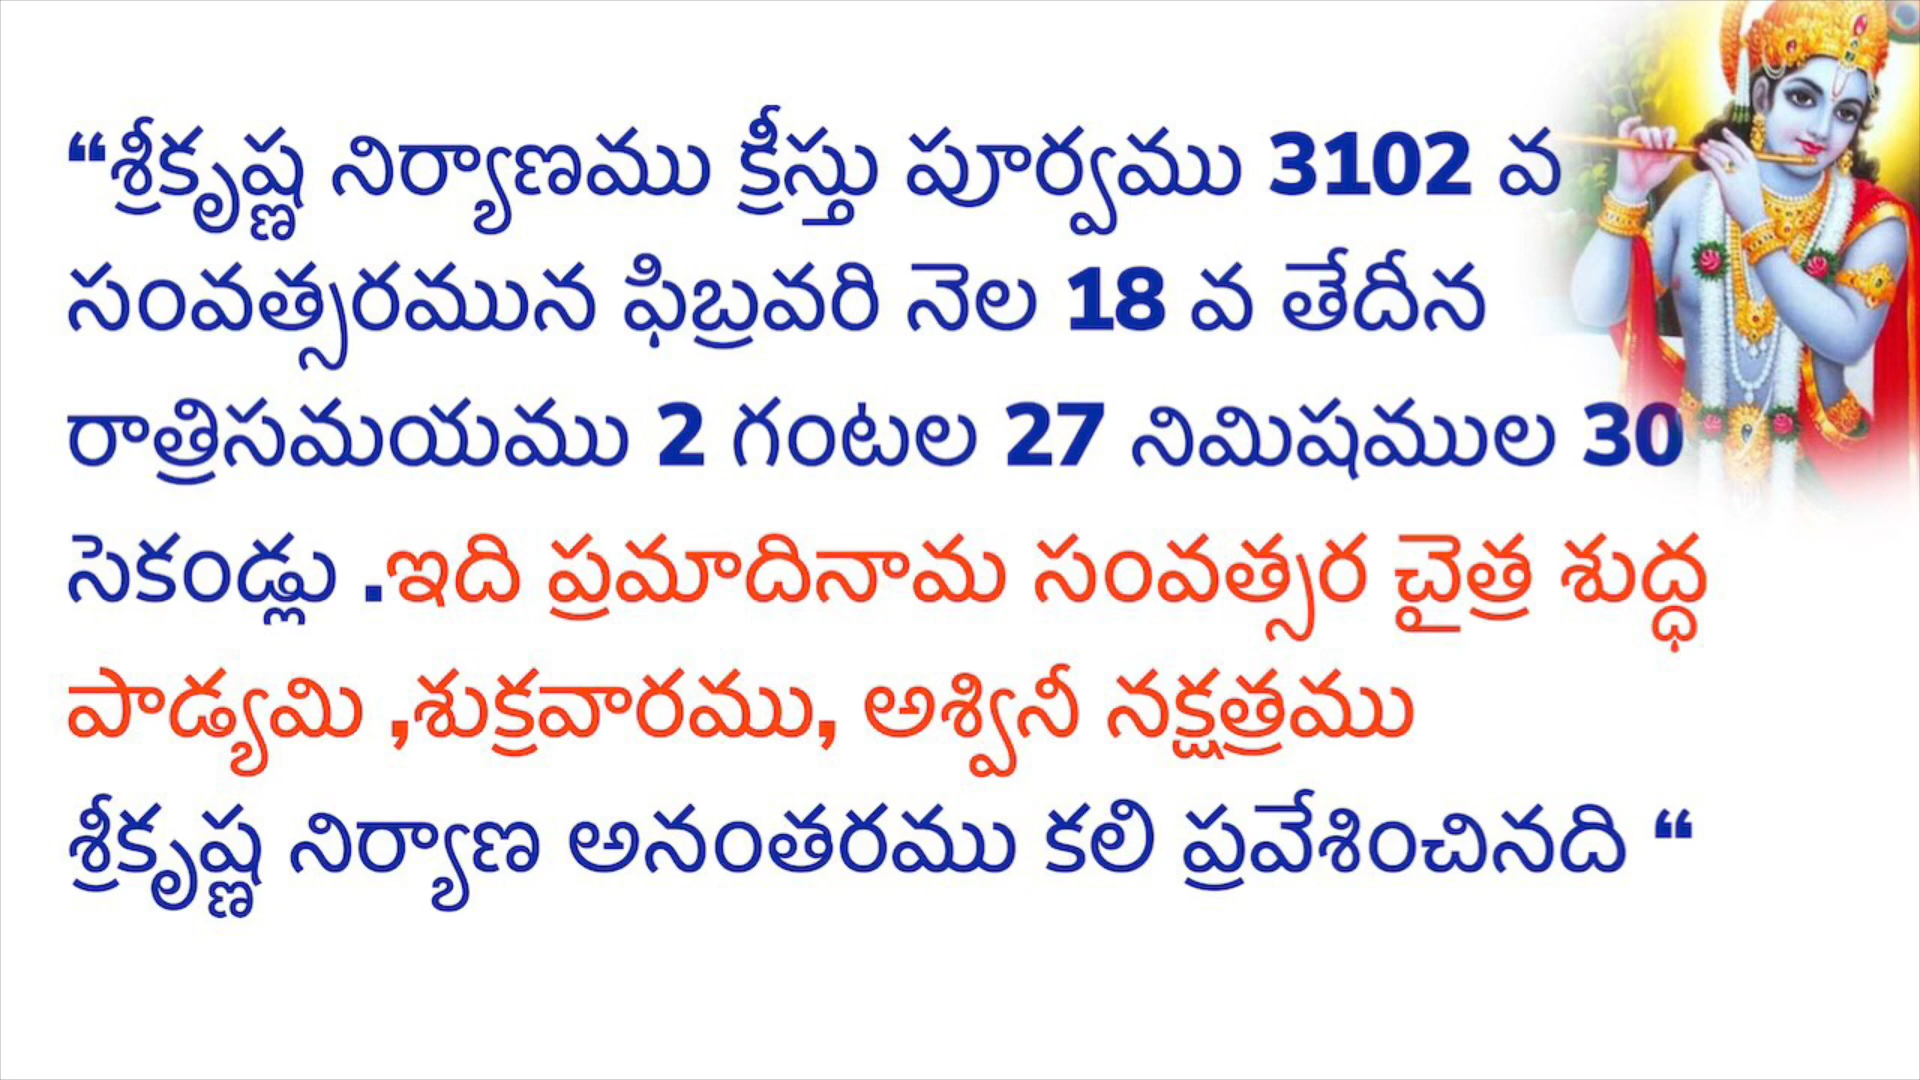 “శ్రీకృష్ణ నిర్యాణము క్రీస్తు పూర్వము 3102 వ
సంవత్సరమున ఫిబ్రవరి నెల 18 వ తేదీన
రాత్రిసమయము 2 గంటల 27 నిమిషముల 30
సెకండ్లు .ఇది ప్రమాదినామ సంవత్సర చైత్ర శుద్ధ
పాడ్యమి ,శుక్రవారము, అశ్వినీ నక్షత్రము
శ్రీకృష్ణ నిర్యాణ అనంతరము కలి ప్రవేశించినది “